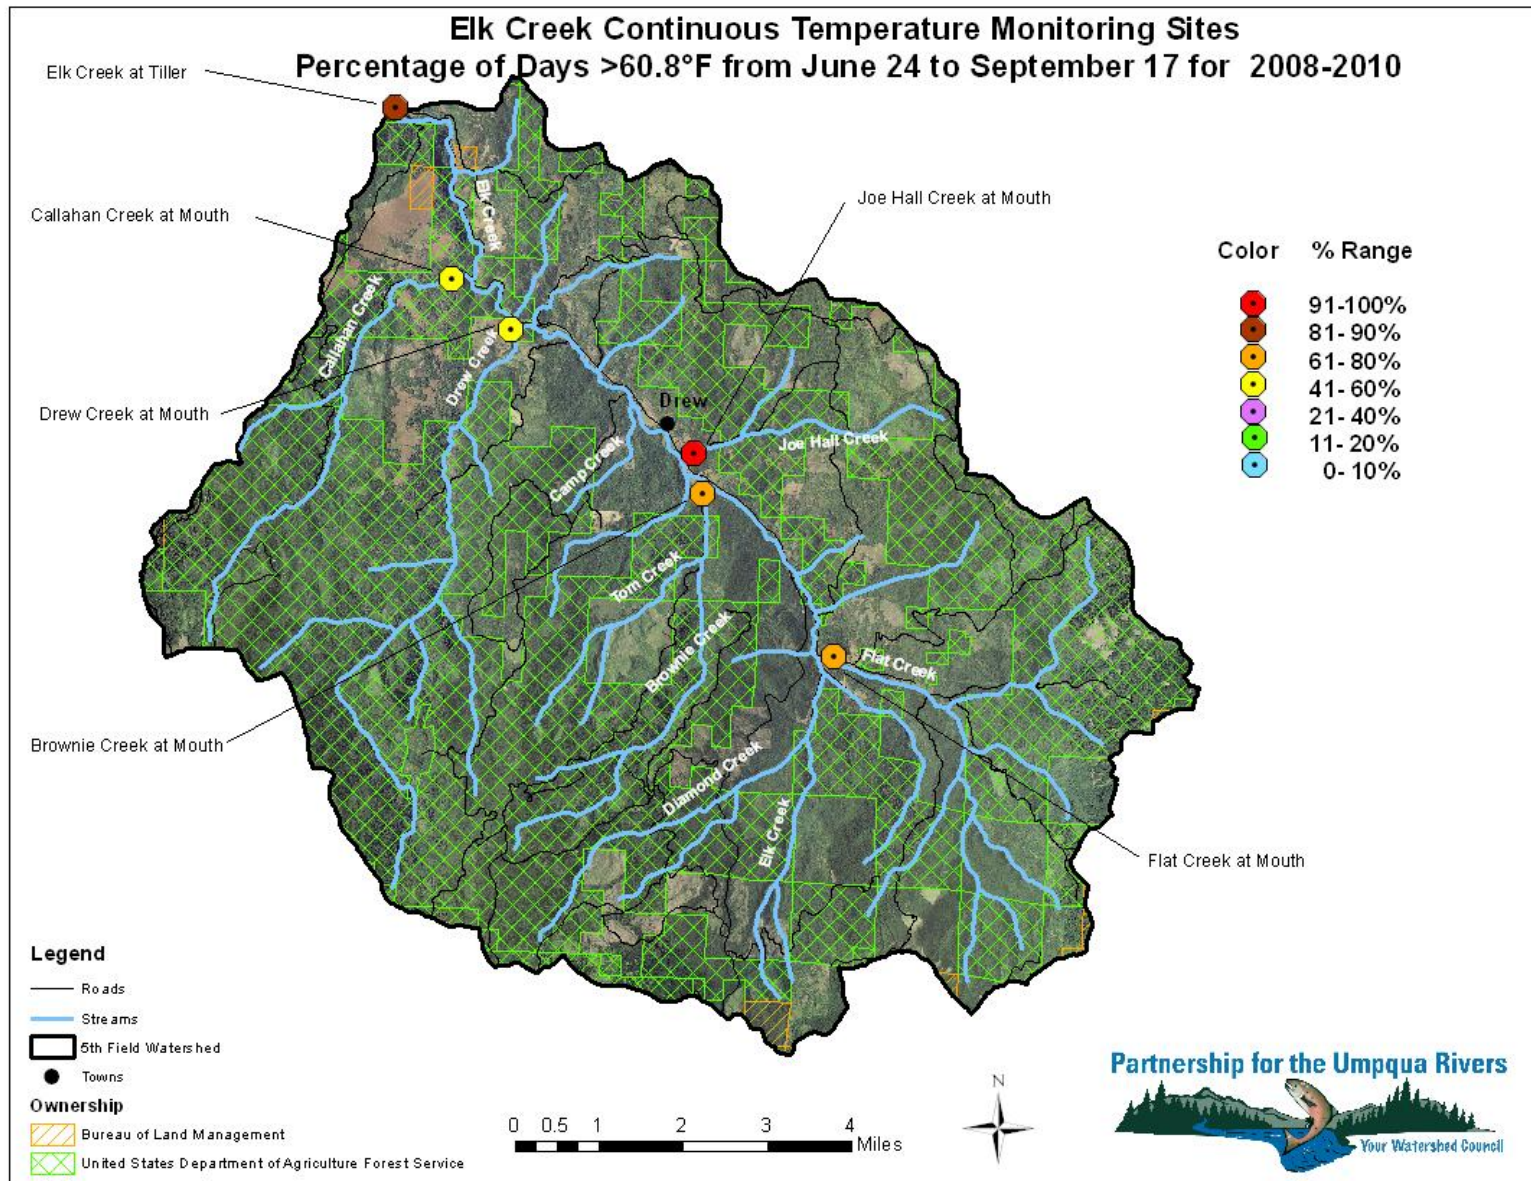 Elk Creek Continuous Temperature Monitoring Sites
Percentage of Days >60.8°F from June 24 to September 17 for 2008-2010
Elk Creek at Tiller
Callahan Creek at Mouth
Joe Hall Creek at Mouth
Color % Range
91-100%
81-90%
61-80%
41-60%
21-40%
11-20%
0-10%
Elk Creek
Callahan Creek
Drew Creek
Drew Creek at Mouth
Drew
Joe Hall Creek
Camp Creek
Tom Creek
Brownie Creek
Flat Creek
Brownie Creek at Mouth
Diamond Creek
Elk Creek
Flat Creek at Mouth
Legend
Roads
Streams
5th Field Watershed
Towns
Ownership
Bureau of Land Management
United States Department of Agriculture Forest Service
0 0.5 1 2 3 4
Miles
N
Partnership for the Umpqua Rivers
Your Watershed Council